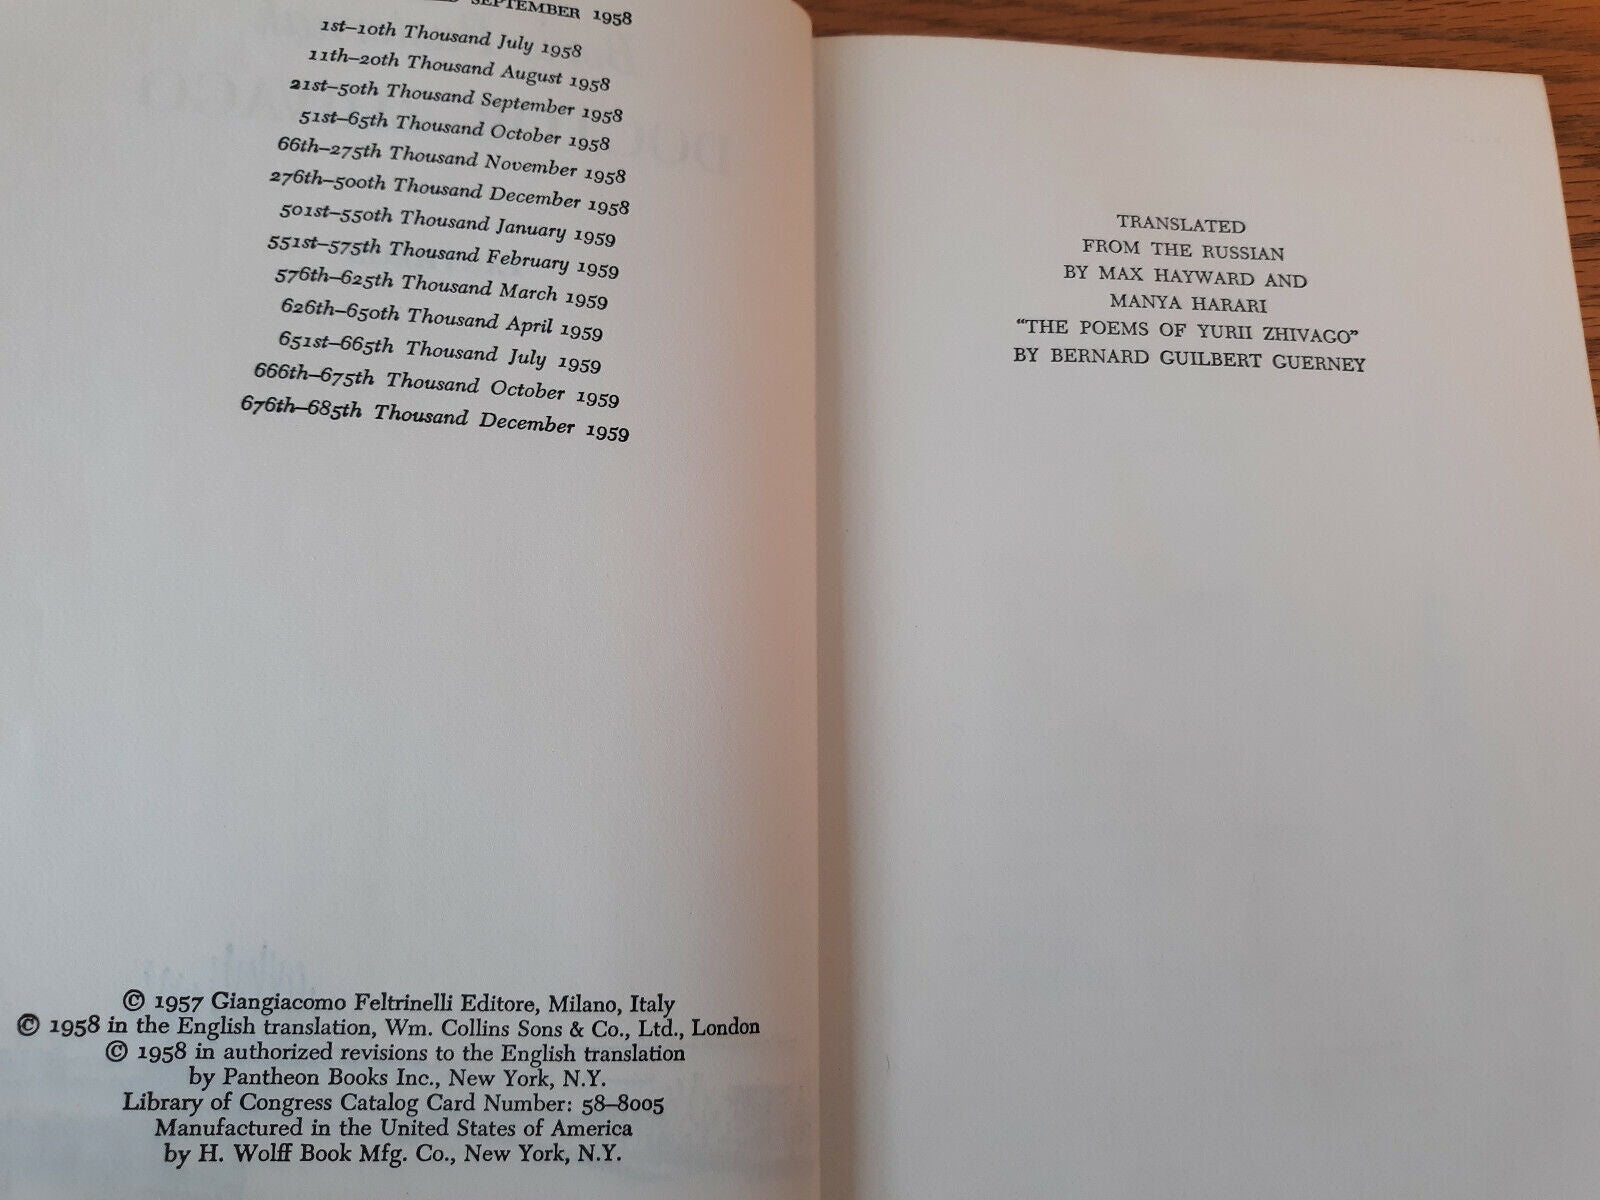 SEPTEMBER 1958
1st–10th Thousand July 1958
11th–20th Thousand August 1958
21st–50th Thousand September 1958
51st–65th Thousand October 1958
66th–275th Thousand November 1958
276th–500th Thousand December 1958
501st–550th Thousand January 1959
551st–575th Thousand February 1959
576th–625th Thousand March 1959
626th–650th Thousand April 1959
651st–665th Thousand July 1959
666th–675th Thousand October 1959
676th–685th Thousand December 1959
© 1957 Giangiacomo Feltrinelli Editore, Milano, Italy
© 1958 in the English translation, Wm. Collins Sons & Co., Ltd., London
© 1958 in authorized revisions to the English translation
by Pantheon Books Inc., New York, N.Y.
Library of Congress Catalog Card Number: 58–8005
Manufactured in the United States of America
by H. Wolff Book Mfg. Co., New York, N.Y.
TRANSLATED
FROM THE RUSSIAN
BY MAX HAYWARD AND
MANYA HARARI
“THE POEMS OF YURII ZHIVAGO”
BY BERNARD GUILBERT GUERNEY